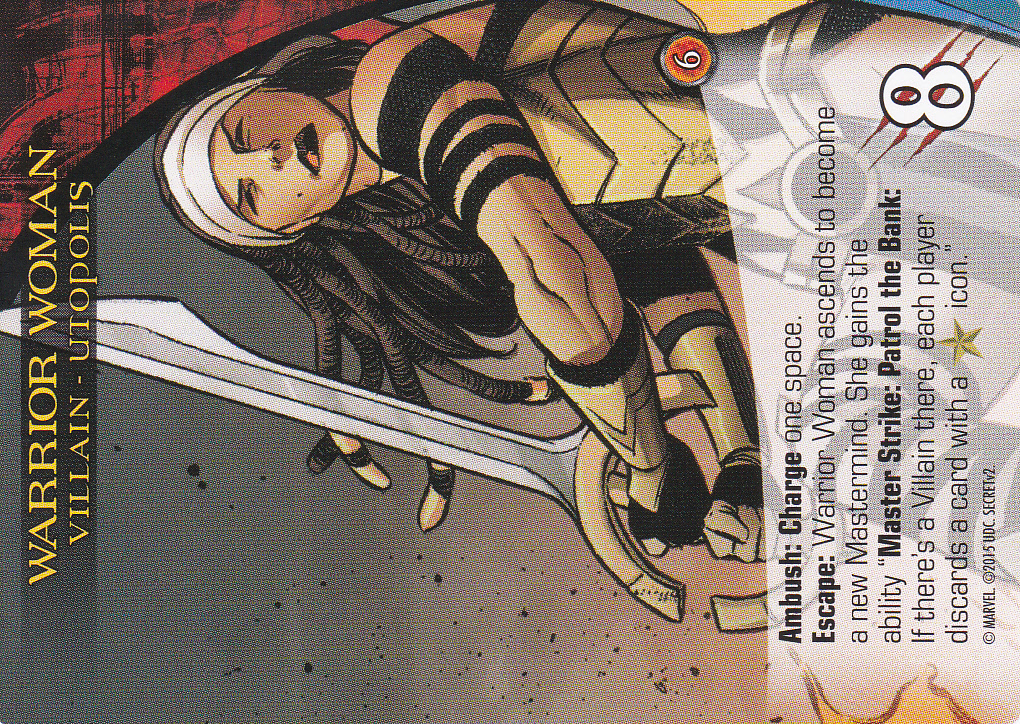 WARRIOR WOMAN
VILLAIN - UTOPOLIS
6
Ambush: Charge one space.
Escape: Warrior Woman ascends to become
a new Mastermind. She gains the
ability “Master Strike: Patrol the Bank:
If there's a Villain there, each player
discards a card with a icon.”
8
© MARVEL. ©2015 UDC. SECRETv2.